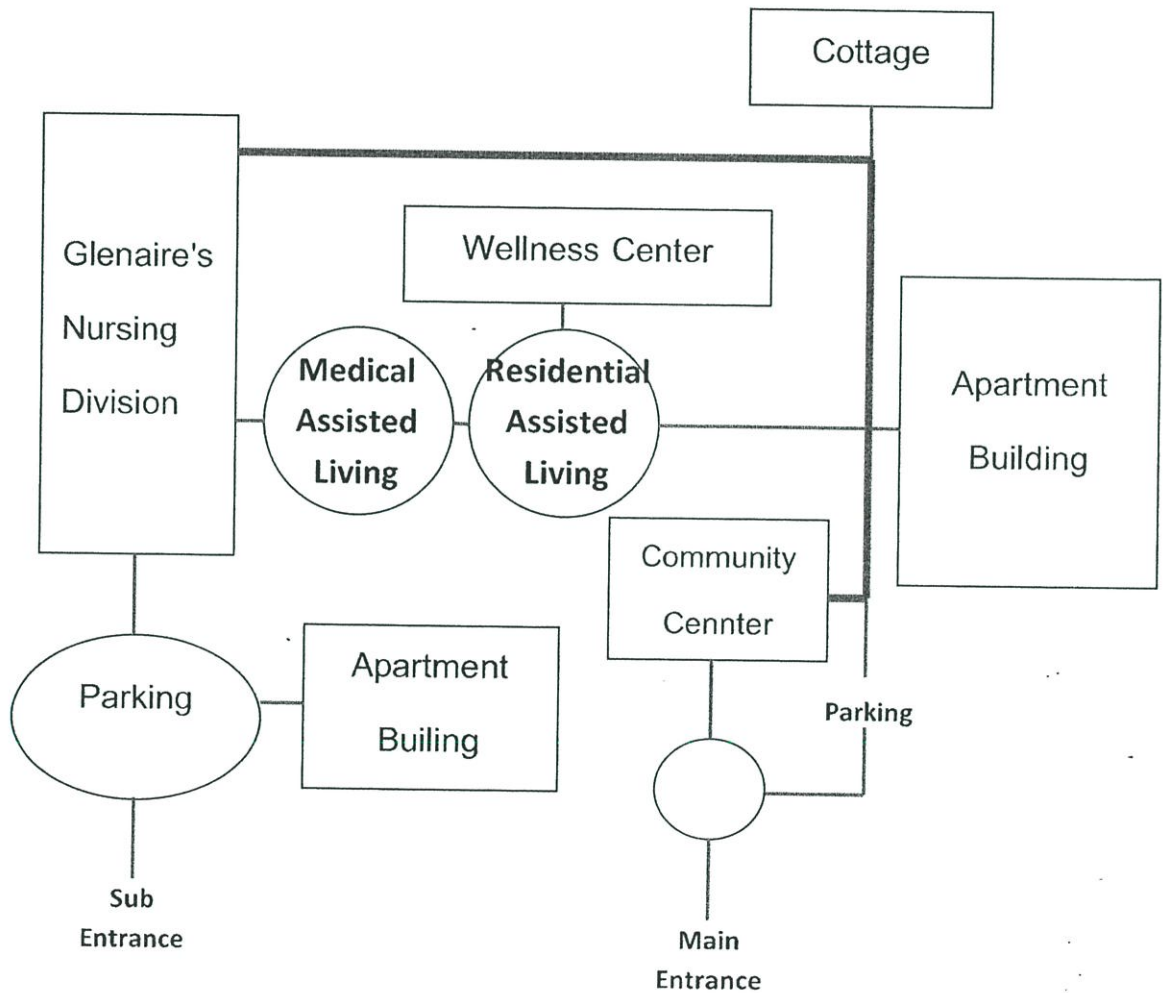 Cottage
Glenaire's
Nursing
Division
Wellness Center
Medical
Assisted
Living
Residential
Assisted
Living
Apartment
Building
Community
Cennter
Parking
Apartment
Builing
Parking
Sub
Entrance
Main
Entrance